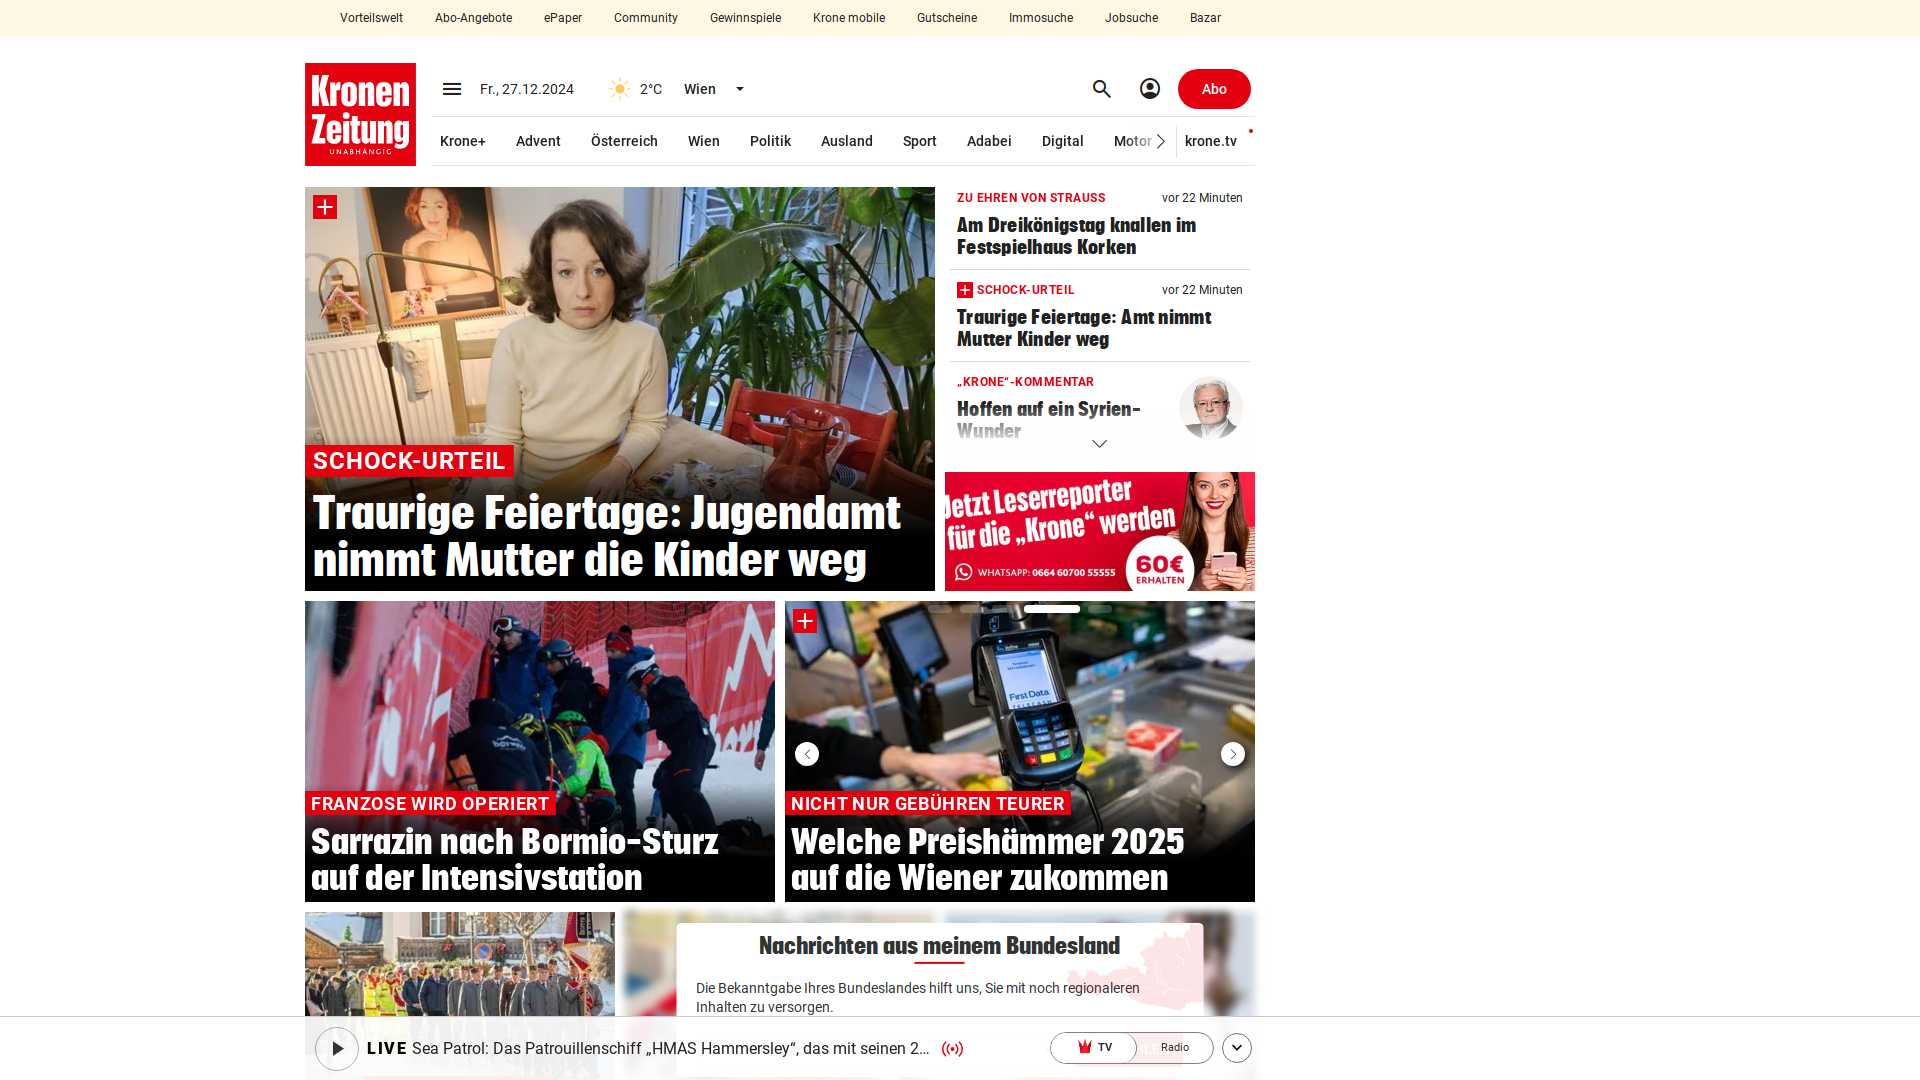 Vorteilswelt Abo-Angebote ePaper Community Gewinnspiele Krone mobile Gutscheine Immosuche Jobsuche Bazar
Kronen
Zeitung
UNABHÄNGIG
Fr., 27.12.2024 2°C Wien Abo
Krone+ Advent Österreich Wien Politik Ausland Sport Adabei Digital Motor krone.tv
SCHOCK-URTEIL
Traurige Feiertage: Jugendamt
nimmt Mutter die Kinder weg
ZU EHREN VON STRAUSS vor 22 Minuten
Am Dreikönigstag knallen im
Festspielhaus Korken
SCHOCK-URTEIL vor 22 Minuten
Traurige Feiertage: Amt nimmt
Mutter Kinder weg
„KRONE“-KOMMENTAR
Hoffen auf ein Syrien-
Wunder
Jetzt Leserreporter
für die „Krone“ werden
WHATSAPP: 0664 60700 55555
60€
ERHALTEN
FRANZOSE WIRD OPERIERT
Sarrazin nach Bormio-Sturz
auf der Intensivstation
First Data
NICHT NUR GEBÜHREN TEURER
Welche Preishämmer 2025
auf die Wiener zukommen
Nachrichten aus meinem Bundesland
Die Bekanntgabe Ihres Bundeslandes hilft uns, Sie mit noch regionaleren
Inhalten zu versorgen.
LIVE Sea Patrol: Das Patrouillenschiff „HMAS Hammersley“, das mit seinen 2... TV Radio